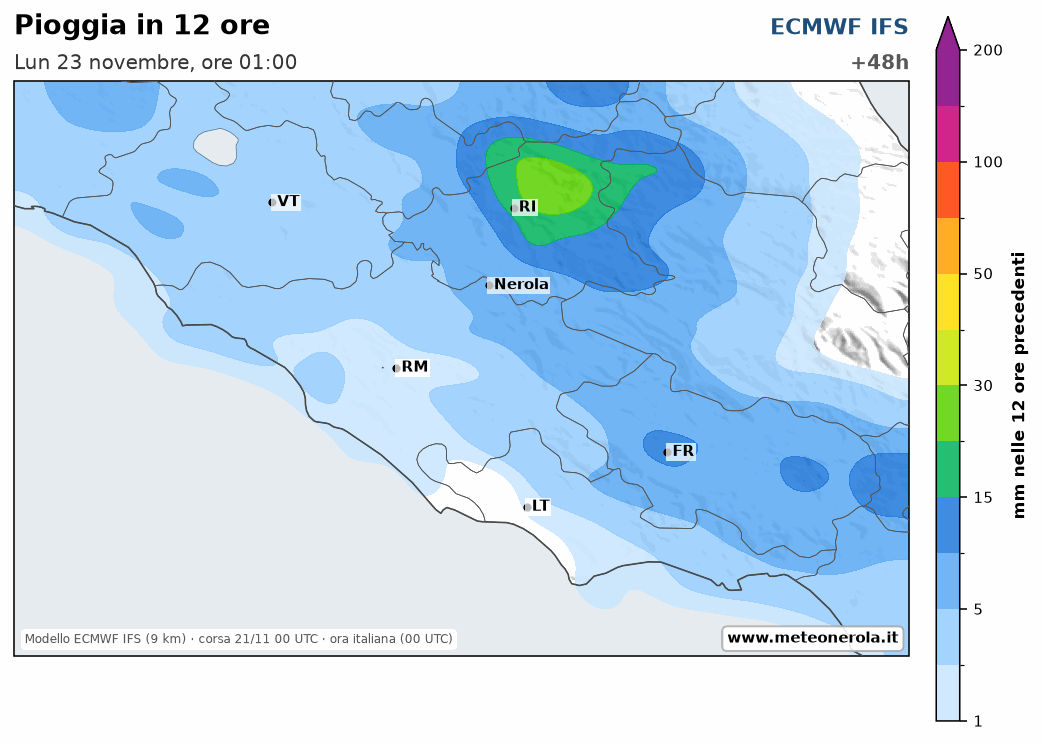 Pioggia in 12 ore
ECMWF IFS
Lun 23 novembre, ore 01:00
+48h
VT
RI
Nerola
RM
FR
LT
Modello ECMWF IFS (9 km) · corsa 21/11 00 UTC · ora italiana (00 UTC)
www.meteonerola.it
200
100
50
30
15
5
1
mm nelle 12 ore precedenti